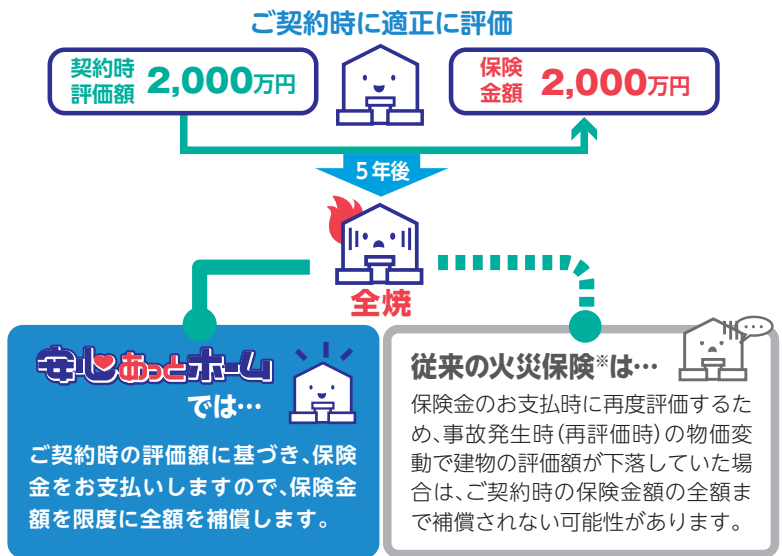 ご契約時に適正に評価
契約時
評価額 2,000万円
保険
金額 2,000万円
5年後
全焼
安心あっとホーム
では…
ご契約時の評価額に基づき、保険
金をお支払いしますので、保険金
額を限度に全額を補償します。
従来の火災保険※は…
保険金のお支払時に再度評価するた
め、事故発生時(再評価時)の物価変
動で建物の評価額が下落していた場
合は、ご契約時の保険金額の全額ま
で補償されない可能性があります。